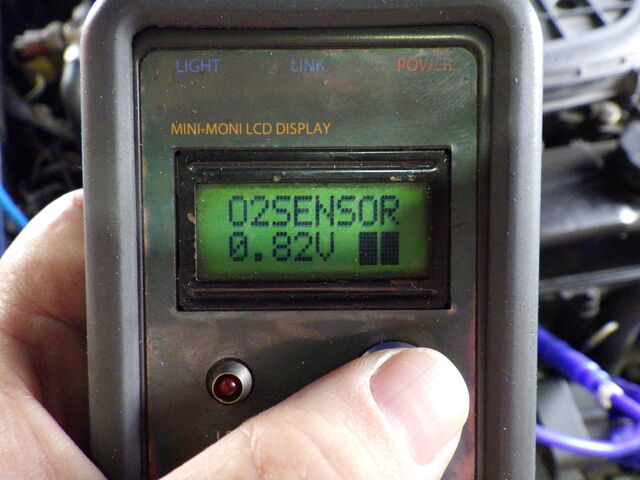 LIGHT LINK POWER
MINI-MONI LCD DISPLAY
O2SENSOR
0.82V